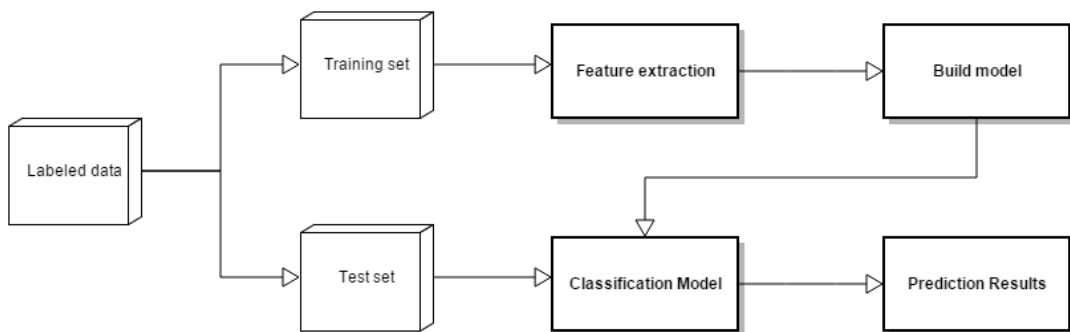 Training set
Feature extraction
Build model
Labeled data
Test set
Classification Model
Prediction Results